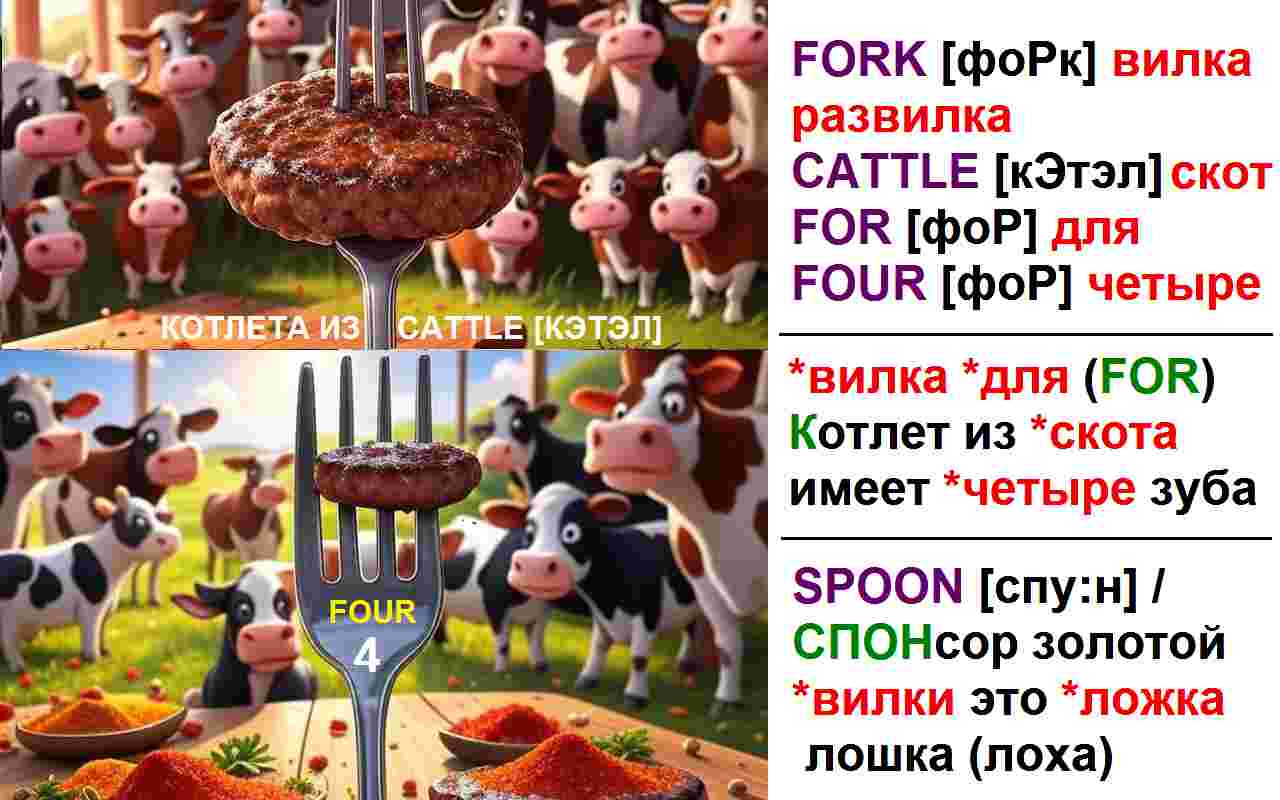 КОТЛЕТА ИЗ CATTLE [КЭТЭЛ]
FOUR
4
FORK [фоРк] вилка
развилка
CATTLE [кЭтэл] скот
FOR [фоР] для
FOUR [фоР] четыре
*вилка *для (FOR)
Котлет из *скота
имеет *четыре зуба
SPOON [спу:н] /
СПОНсор золотой
*вилки это *ложка
лошка (лоха)